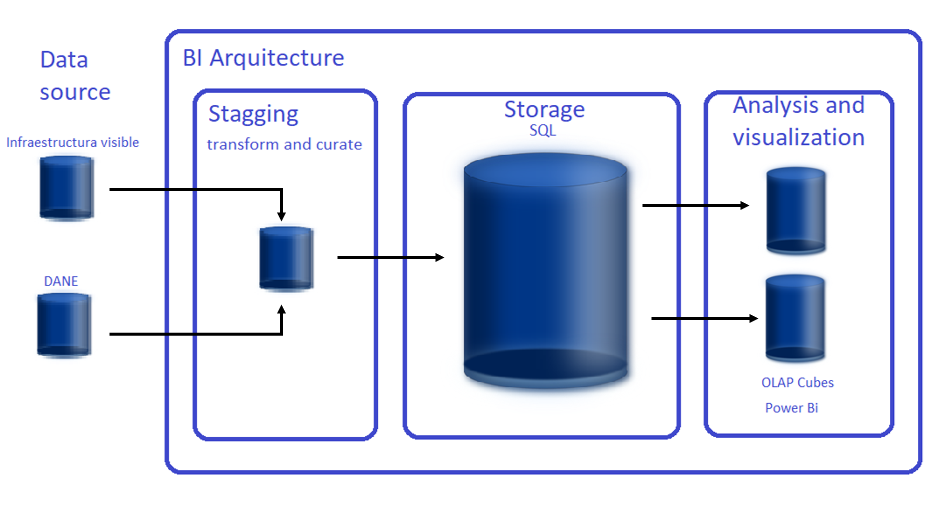 Data
source
Infraestructura visible
DANE
BI Arquitecture
Stagging
transform and curate
Storage
SQL
Analysis and
visualization
OLAP Cubes
Power Bi